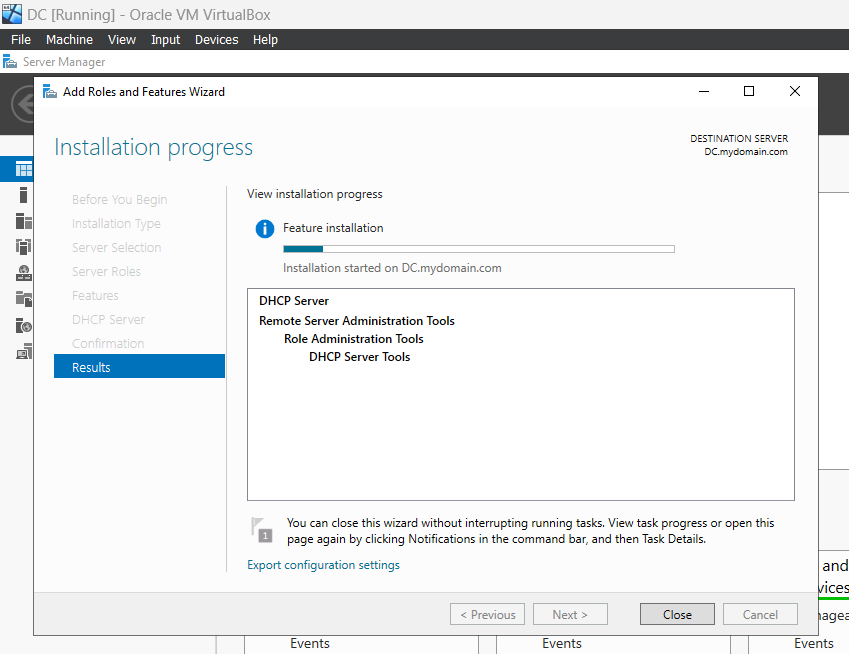 DC [Running] - Oracle VM VirtualBox
File Machine View Input Devices Help
Server Manager
Add Roles and Features Wizard
Installation progress
DESTINATION SERVER
DC.mydomain.com
Before You Begin
Installation Type
Server Selection
Server Roles
Features
DHCP Server
Confirmation
Results
View installation progress
Feature installation
Installation started on DC.mydomain.com
DHCP Server
Remote Server Administration Tools
Role Administration Tools
DHCP Server Tools
1
You can close this wizard without interrupting running tasks. View task progress or open this
page again by clicking Notifications in the command bar, and then Task Details.
Export configuration settings
< Previous Next > Close Cancel
and
Events Events Events